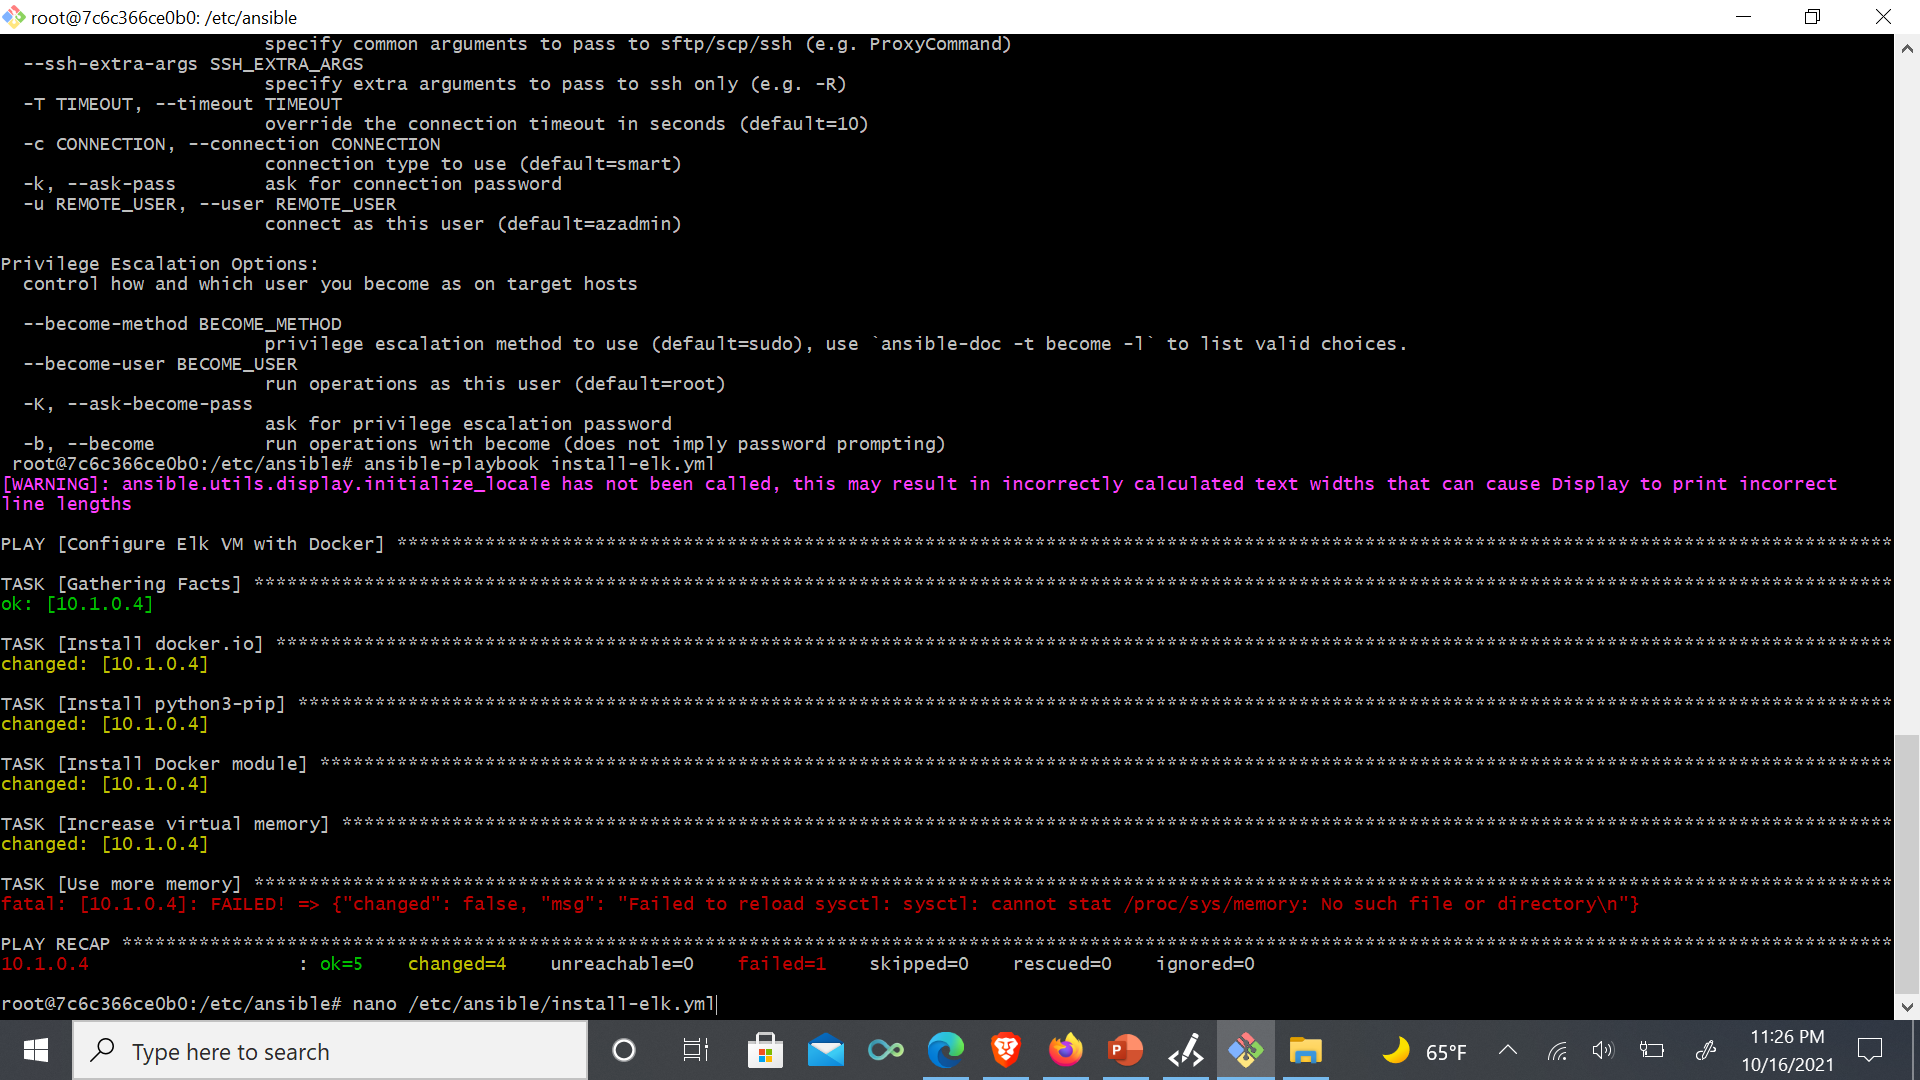 root@7c6c366ce0b0: /etc/ansible
                        specify common arguments to pass to sftp/scp/ssh (e.g. ProxyCommand)
  --ssh-extra-args SSH_EXTRA_ARGS
                        specify extra arguments to pass to ssh only (e.g. -R)
  -T TIMEOUT, --timeout TIMEOUT
                        override the connection timeout in seconds (default=10)
  -c CONNECTION, --connection CONNECTION
                        connection type to use (default=smart)
  -k, --ask-pass        ask for connection password
  -u REMOTE_USER, --user REMOTE_USER
                        connect as this user (default=azadmin)
Privilege Escalation Options:
  control how and which user you become as on target hosts
  --become-method BECOME_METHOD
                        privilege escalation method to use (default=sudo), use `ansible-doc -t become -l` to list valid choices.
  --become-user BECOME_USER
                        run operations as this user (default=root)
  -K, --ask-become-pass
                        ask for privilege escalation password
  -b, --become          run operations with become (does not imply password prompting)
 root@7c6c366ce0b0:/etc/ansible# ansible-playbook install-elk.yml
[WARNING]: ansible.utils.display.initialize_locale has not been called, this may result in incorrectly calculated text widths that can cause Display to print incorrect
line lengths
PLAY [Configure Elk VM with Docker] ****************************************************************************************************************************************
TASK [Gathering Facts] *****************************************************************************************************************************************************
ok: [10.1.0.4]
TASK [Install docker.io] ***************************************************************************************************************************************************
changed: [10.1.0.4]
TASK [Install python3-pip] *************************************************************************************************************************************************
changed: [10.1.0.4]
TASK [Install Docker module] ***********************************************************************************************************************************************
changed: [10.1.0.4]
TASK [Increase virtual memory] *********************************************************************************************************************************************
changed: [10.1.0.4]
TASK [Use more memory] *****************************************************************************************************************************************************
fatal: [10.1.0.4]: FAILED! => {"changed": false, "msg": "Failed to reload sysctl: sysctl: cannot stat /proc/sys/memory: No such file or directory\n"}
PLAY RECAP *****************************************************************************************************************************************************************
10.1.0.4                   : ok=5    changed=4    unreachable=0    failed=1    skipped=0    rescued=0    ignored=0
root@7c6c366ce0b0:/etc/ansible# nano /etc/ansible/install-elk.yml
Type here to search
65°F
11:26 PM
10/16/2021